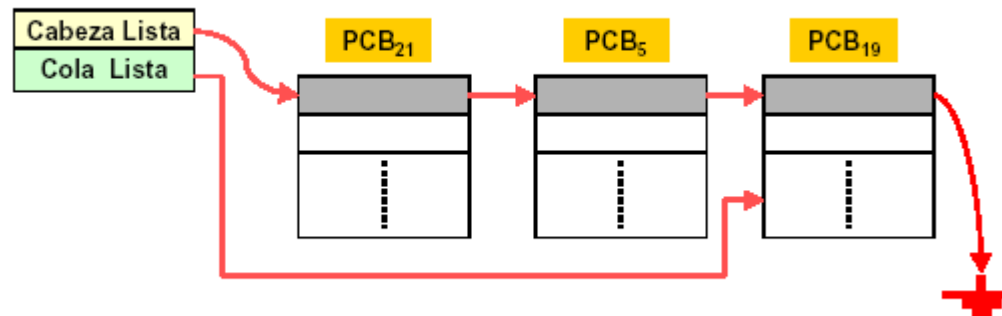 Cabeza Lista
Cola Lista
PCB21
PCB5
PCB19